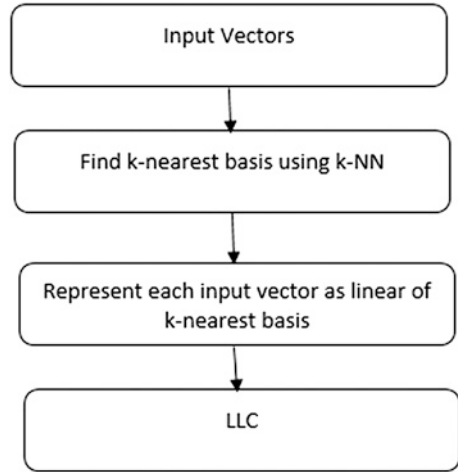 Input Vectors
Find k-nearest basis using k-NN
Represent each input vector as linear of
k-nearest basis
LLC